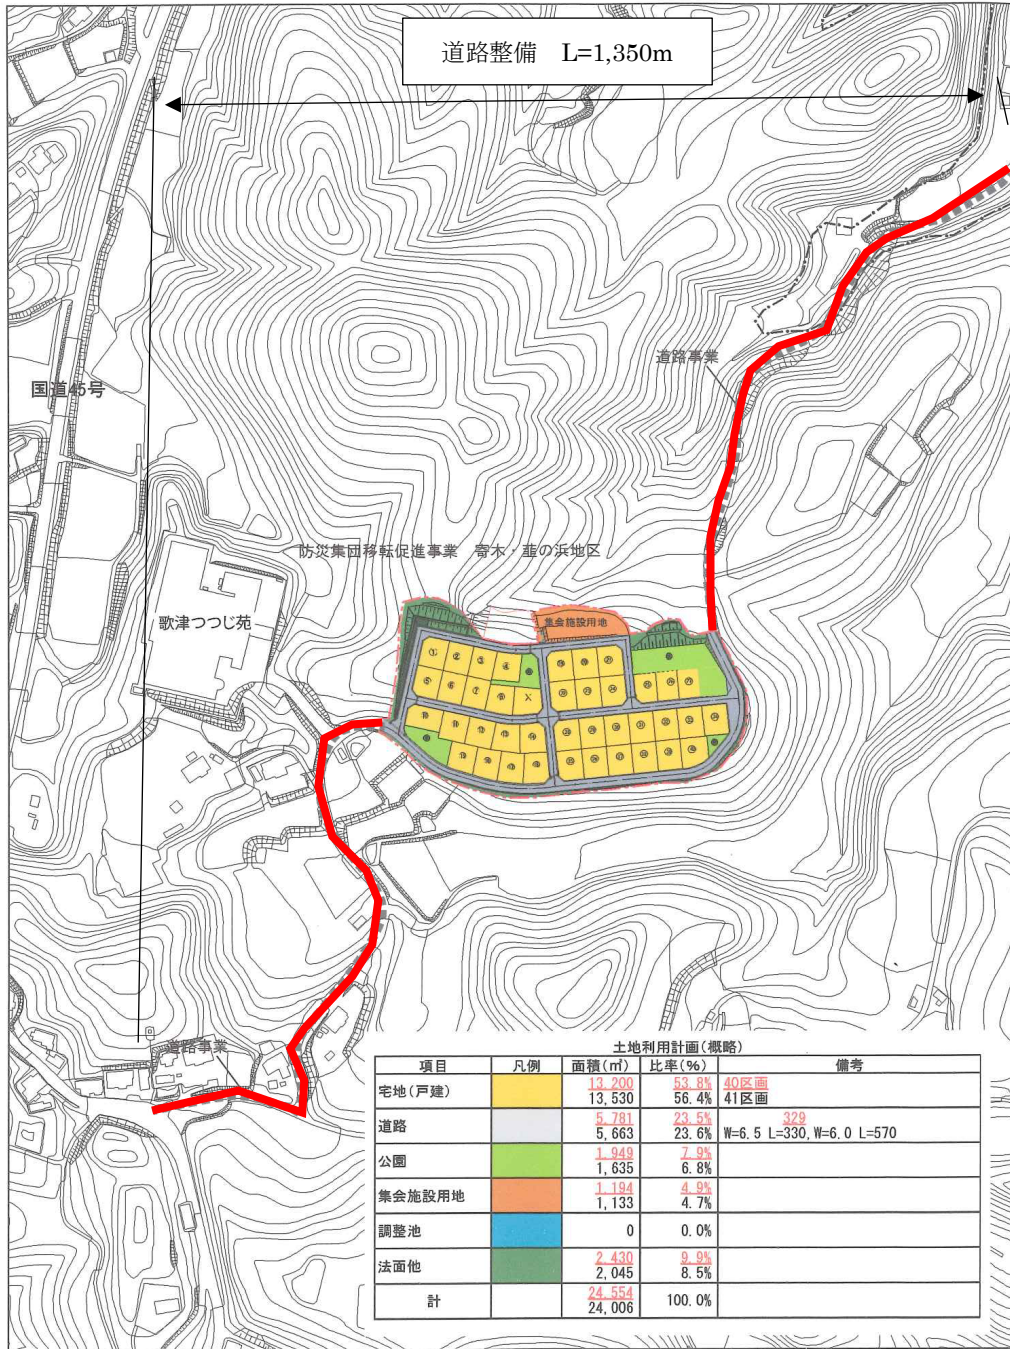 道路整備 L=1,350m
道路事業
国道45号
防災集団移転促進事業 寄木・韮の浜地区
歌津つつじ苑
集会施設用地
道路事業
土地利用計画(概略)
項目 凡例 面積(㎡) 比率(%) 備考
宅地(戸建) 13,200 53.8% 40区画
13,530 56.4% 41区画
道路 5,781 23.5% 329
5,663 23.6% W=6.5 L=330, W=6.0 L=570
公園 1,949 7.9%
1,635 6.8%
集会施設用地 1,194 4.9%
1,133 4.7%
調整池 0 0.0%
法面他 2,430 9.9%
2,045 8.5%
計 24,554 100.0%
24,006